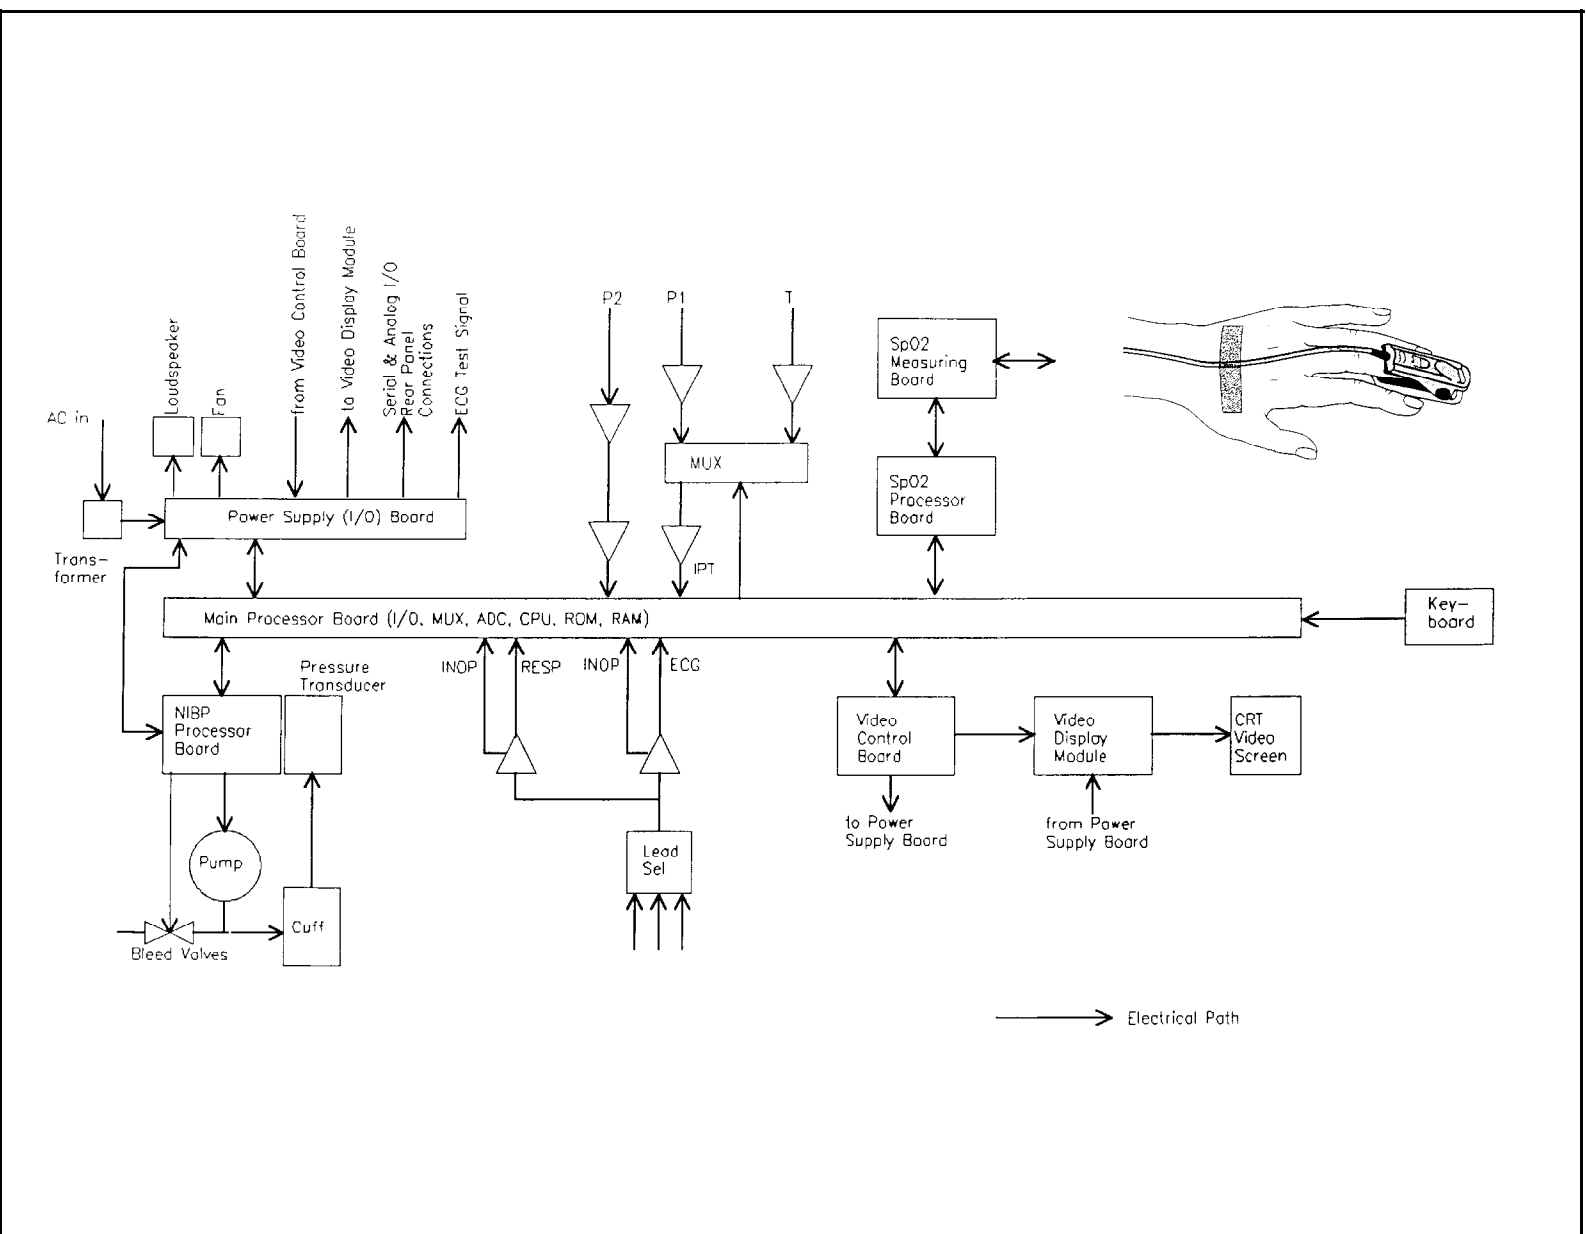 Loudspeaker
Fan
from Video Control Board
to Video Display Module
Serial & Analog I/O
Rear Panel
Connections
ECG Test Signal
P2
P1
T
AC in
SpO2
Measuring
Board
MUX
SpO2
Processor
Board
Power Supply (I/O) Board
Trans-
former
IPT
Main Processor Board (I/O, MUX, ADC, CPU, ROM, RAM)
Key-
board
INOP
RESP
INOP
ECG
Pressure
Transducer
NIBP
Processor
Board
Video
Control
Board
Video
Display
Module
CRT
Video
Screen
to Power
Supply Board
from Power
Supply Board
Pump
Lead
Sel
Cuff
Bleed Valves
Electrical Path